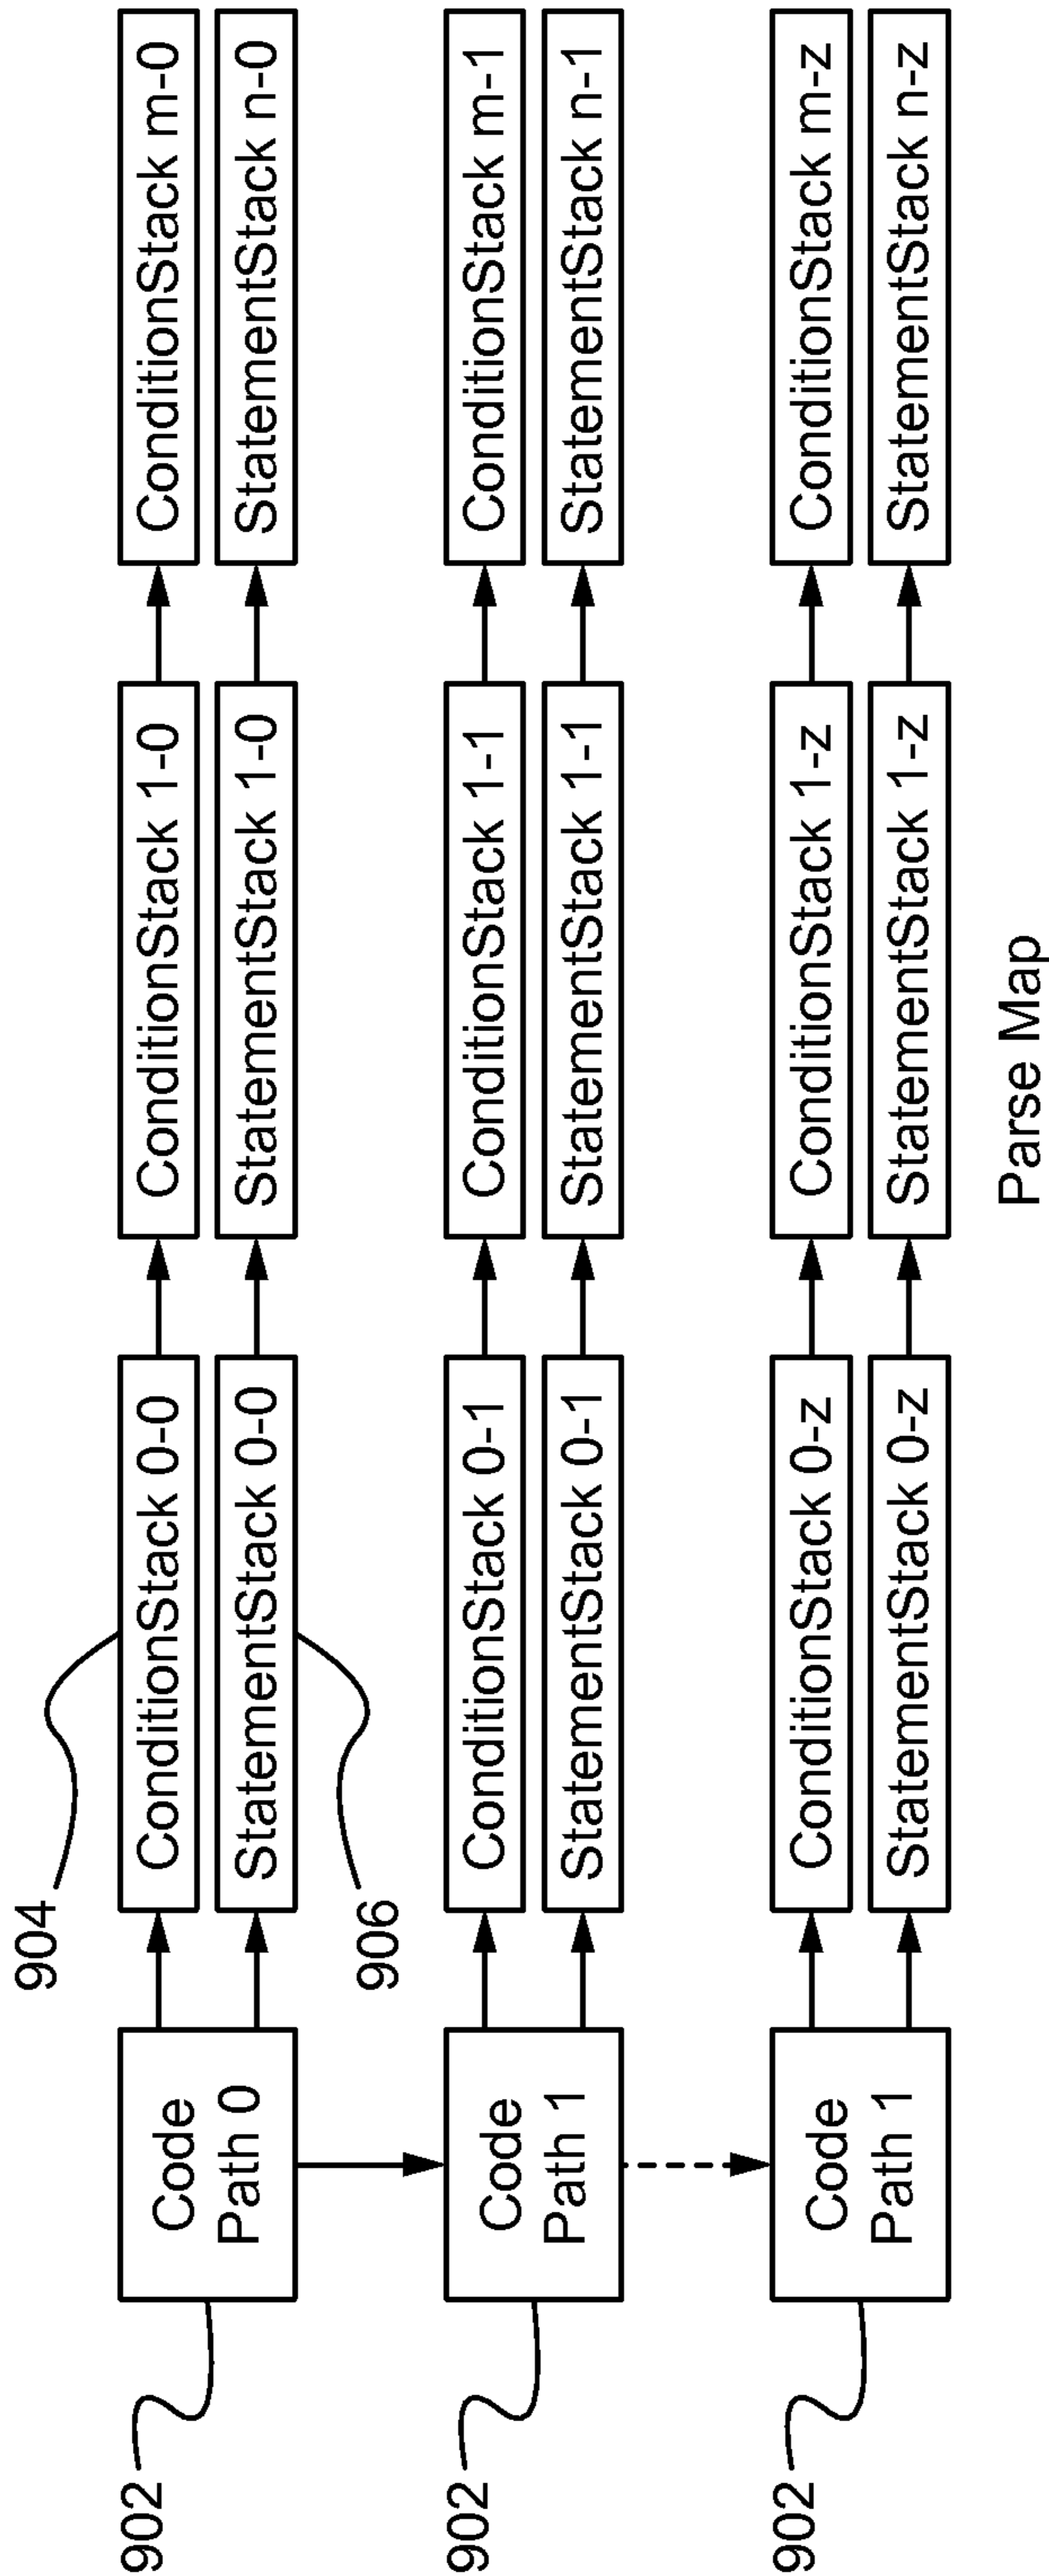 902
Code
Path 0
904
ConditionStack 0-0
ConditionStack 1-0
ConditionStack m-0
StatementStack 0-0
StatementStack 1-0
StatementStack n-0
906
902
Code
Path 1
ConditionStack 0-1
ConditionStack 1-1
ConditionStack m-1
StatementStack 0-1
StatementStack 1-1
StatementStack n-1
902
Code
Path 1
ConditionStack 0-z
ConditionStack 1-z
ConditionStack m-z
StatementStack 0-z
StatementStack 1-z
StatementStack n-z
Parse Map